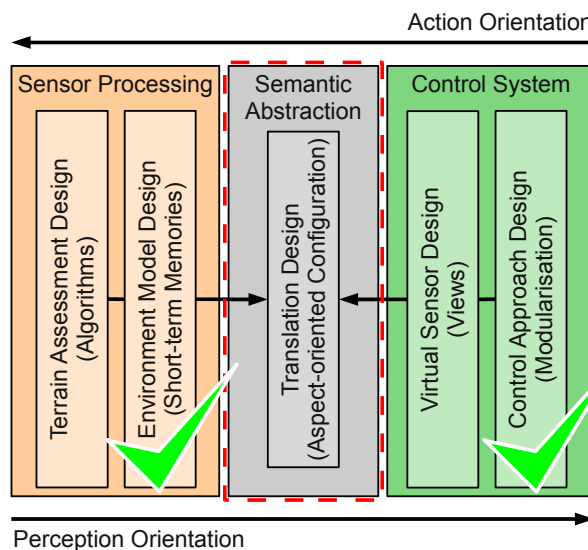 Action Orientation
Sensor Processing
Terrain Assessment Design
(Algorithms)
Environment Model Design
(Short-term Memories)
Semantic
Abstraction
Translation Design
(Aspect-oriented Configuration)
Control System
Virtual Sensor Design
(Views)
Control Approach Design
(Modularisation)
Perception Orientation